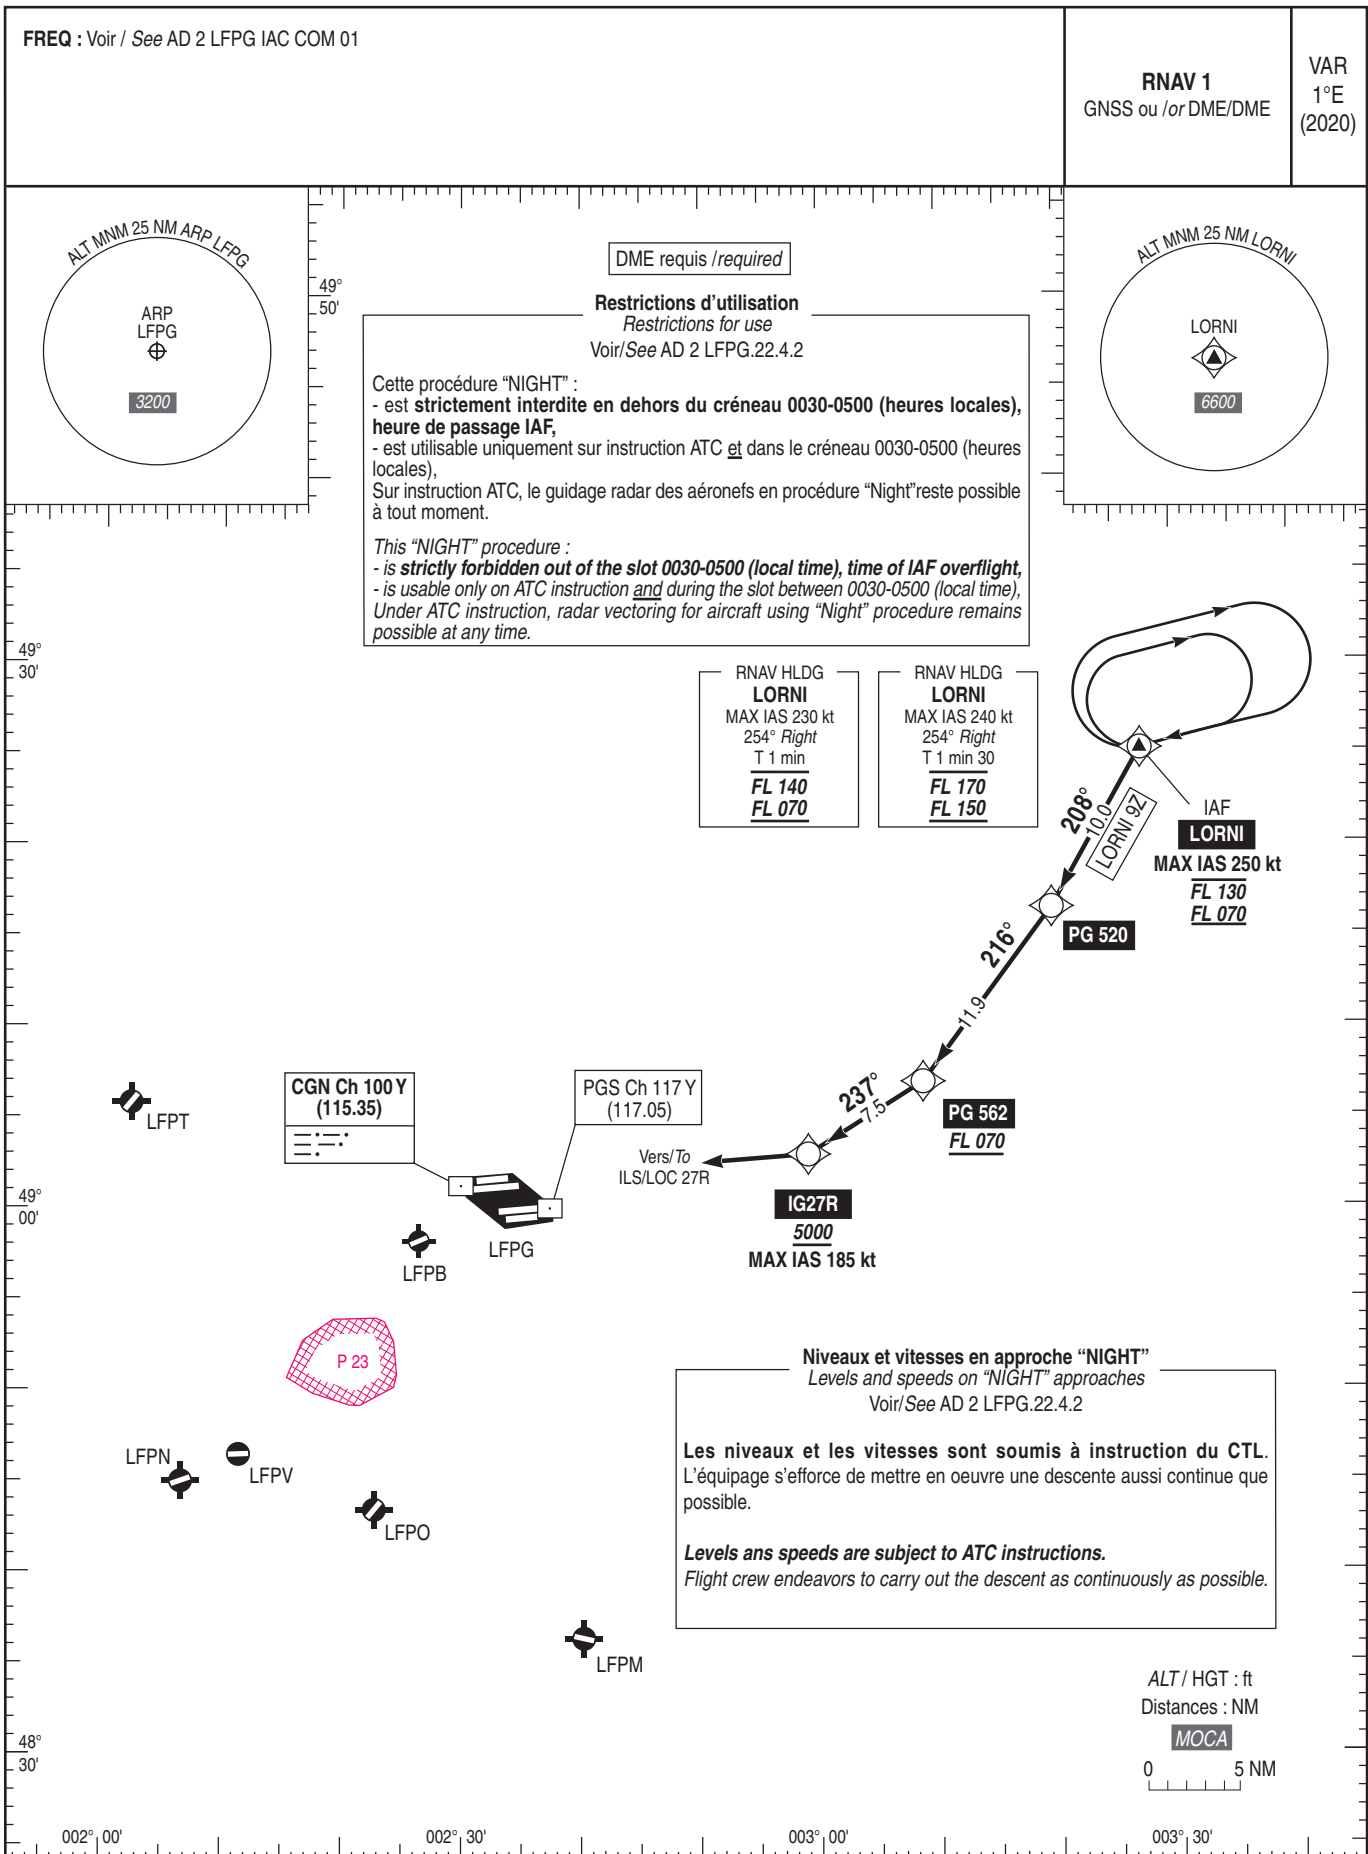 FREQ : Voir / See AD 2 LFPG IAC COM 01
RNAV 1
GNSS ou /or DME/DME
VAR
1°E
(2020)
ALT MNM 25 NM ARP LFPG
ARP
LFPG
3200
49°
50'
DME requis /required
Restrictions d'utilisation
Restrictions for use
Voir/See AD 2 LFPG.22.4.2
Cette procédure “NIGHT” :
- est strictement interdite en dehors du créneau 0030-0500 (heures locales),
heure de passage IAF,
- est utilisable uniquement sur instruction ATC et dans le créneau 0030-0500 (heures
locales),
Sur instruction ATC, le guidage radar des aéronefs en procédure “Night”reste possible
à tout moment.
This “NIGHT” procedure :
- is strictly forbidden out of the slot 0030-0500 (local time), time of IAF overflight,
- is usable only on ATC instruction and during the slot between 0030-0500 (local time),
Under ATC instruction, radar vectoring for aircraft using “Night” procedure remains
possible at any time.
ALT MNM 25 NM LORNI
LORNI
6600
49°
30'
RNAV HLDG
LORNI
MAX IAS 230 kt
254° Right
T 1 min
FL 140
FL 070
RNAV HLDG
LORNI
MAX IAS 240 kt
254° Right
T 1 min 30
FL 170
FL 150
208°
10.0
LORNI 9Z
IAF
LORNI
MAX IAS 250 kt
FL 130
FL 070
PG 520
216°
11.9
PG 562
FL 070
237°
7.5
IG27R
5000
MAX IAS 185 kt
Vers/To
ILS/LOC 27R
CGN Ch 100 Y
(115.35)
PGS Ch 117 Y
(117.05)
LFPT
49°
00'
LFPG
LFPB
P 23
LFPN
LFPV
LFPO
LFPM
Niveaux et vitesses en approche “NIGHT”
Levels and speeds on “NIGHT” approaches
Voir/See AD 2 LFPG.22.4.2
Les niveaux et les vitesses sont soumis à instruction du CTL.
L'équipage s'efforce de mettre en oeuvre une descente aussi continue que
possible.
Levels ans speeds are subject to ATC instructions.
Flight crew endeavors to carry out the descent as continuously as possible.
ALT / HGT : ft
Distances : NM
MOCA
0 5 NM
48°
30'
002° 00'
002° 30'
003° 00'
003° 30'